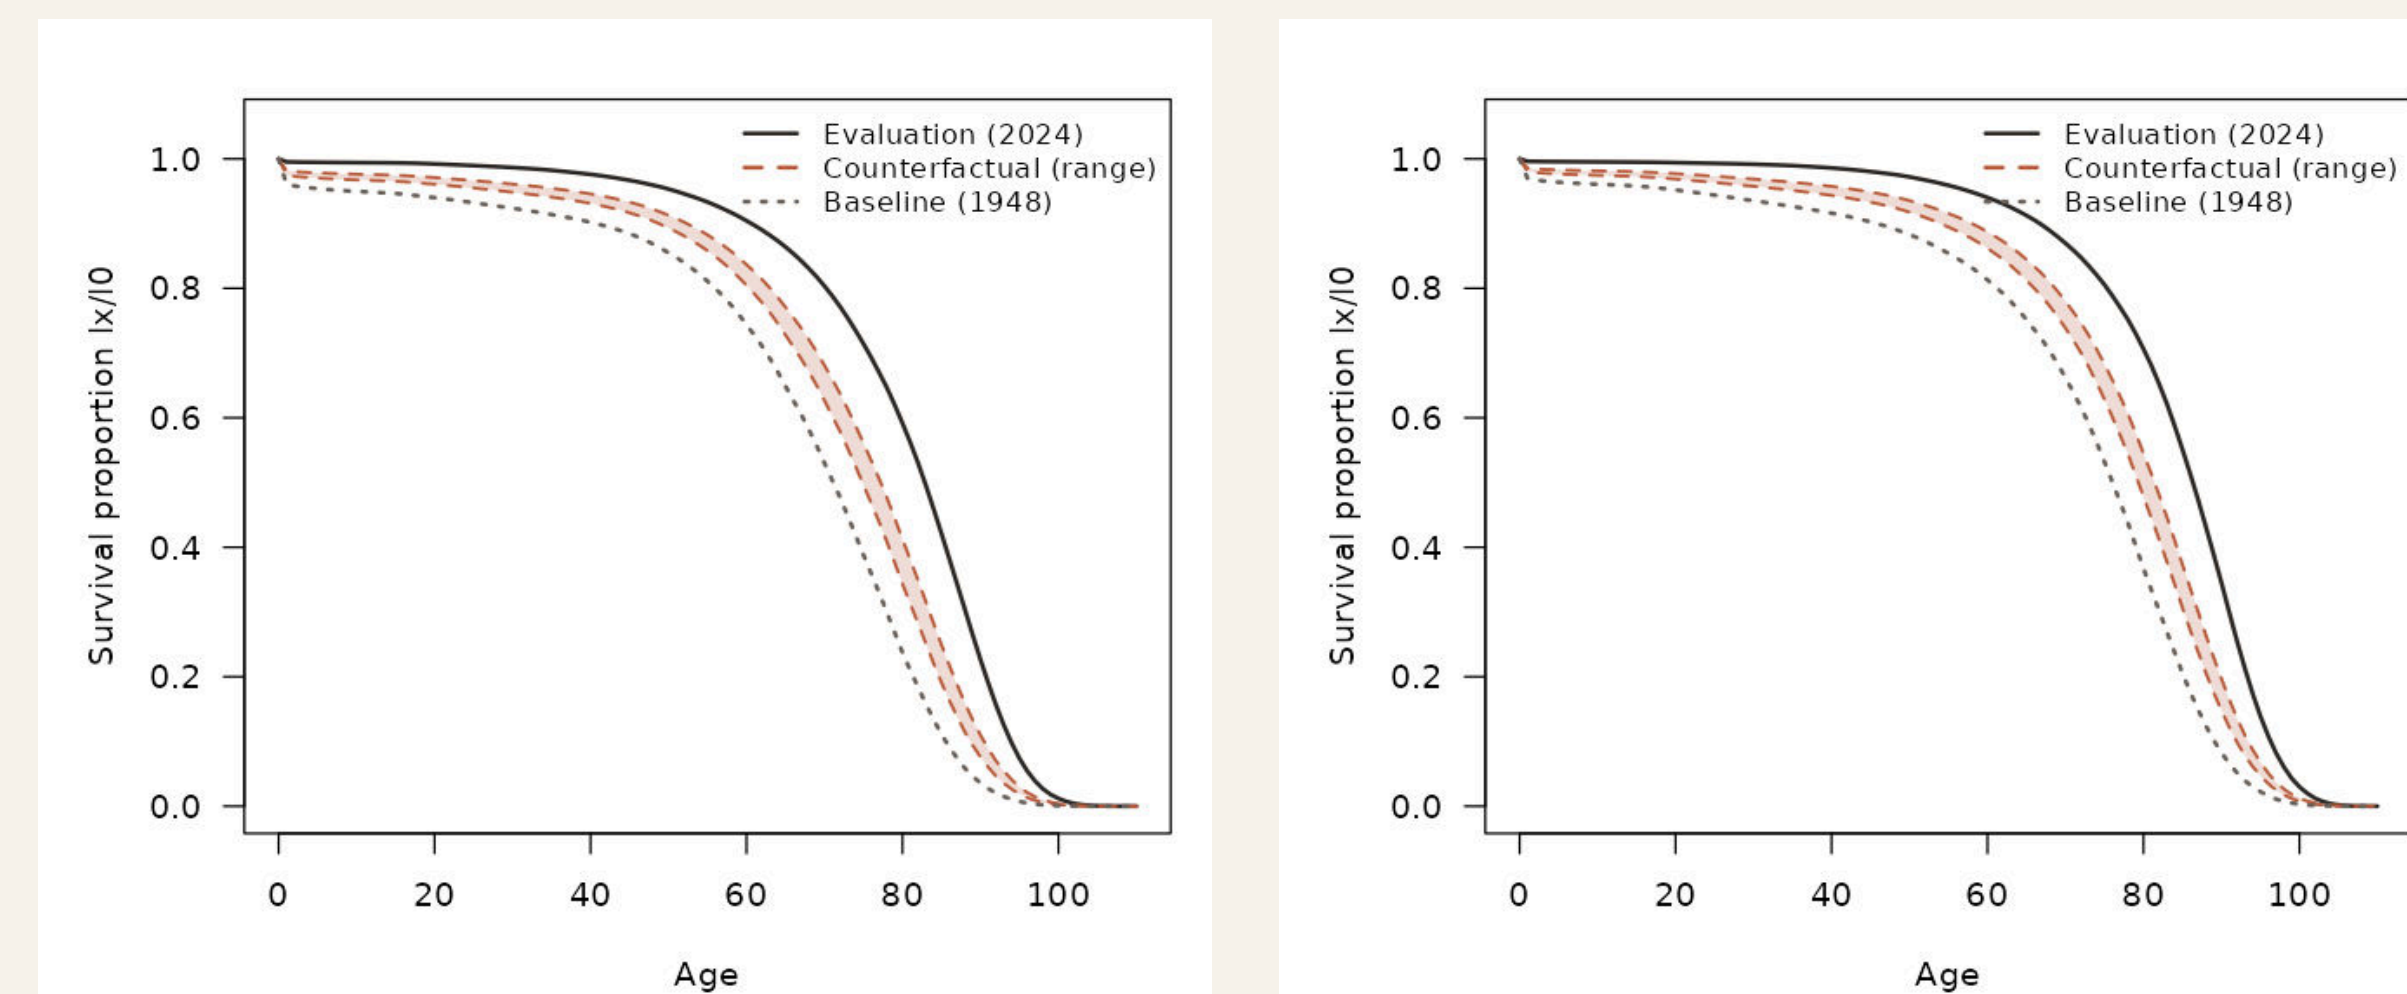 Evaluation (2024)
Counterfactual (range)
Baseline (1948)
Survival proportion lx/l0
1.0
0.8
0.6
0.4
0.2
0.0
0 20 40 60 80 100
Age
Evaluation (2024)
Counterfactual (range)
Baseline (1948)
Survival proportion lx/l0
1.0
0.8
0.6
0.4
0.2
0.0
0 20 40 60 80 100
Age